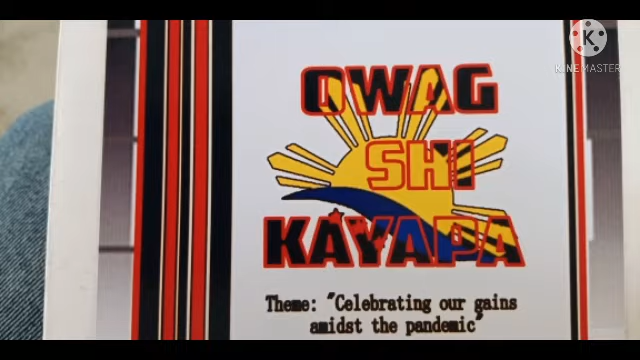 KINEMASTER
OWAG
SHI
KAYAPA
Theme: "Celebrating our gains
amidst the pandemic"